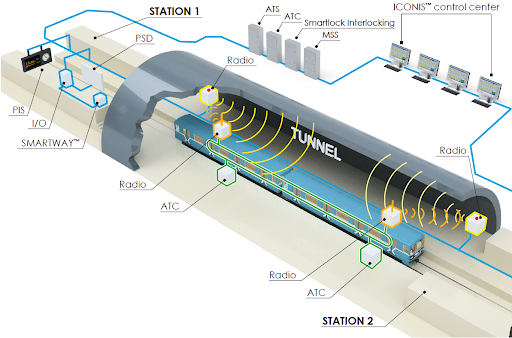 STATION 1
ATS
ATC
Smartlock Interlocking
MSS
ICONIS™ control center
PSD
Radio
PIS
I/O
SMARTWAY™
TUNNEL
Radio
Radio
ATC
Radio
ATC
STATION 2